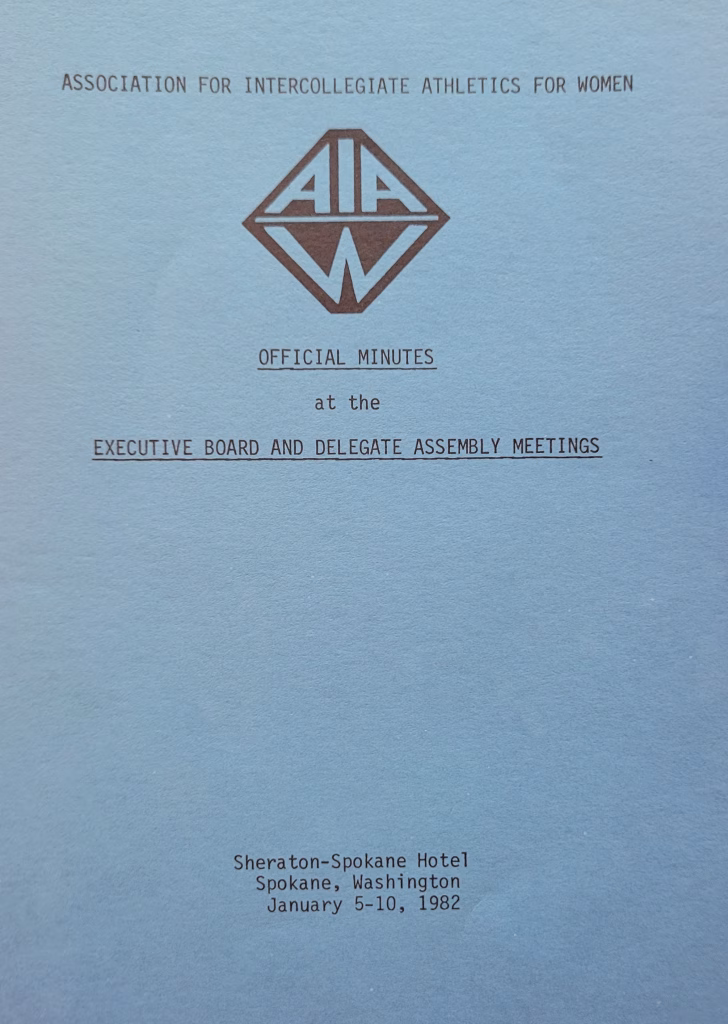 ASSOCIATION FOR INTERCOLLEGIATE ATHLETICS FOR WOMEN
AIA
W
OFFICIAL MINUTES
at the
EXECUTIVE BOARD AND DELEGATE ASSEMBLY MEETINGS
Sheraton-Spokane Hotel
Spokane, Washington
January 5-10, 1982